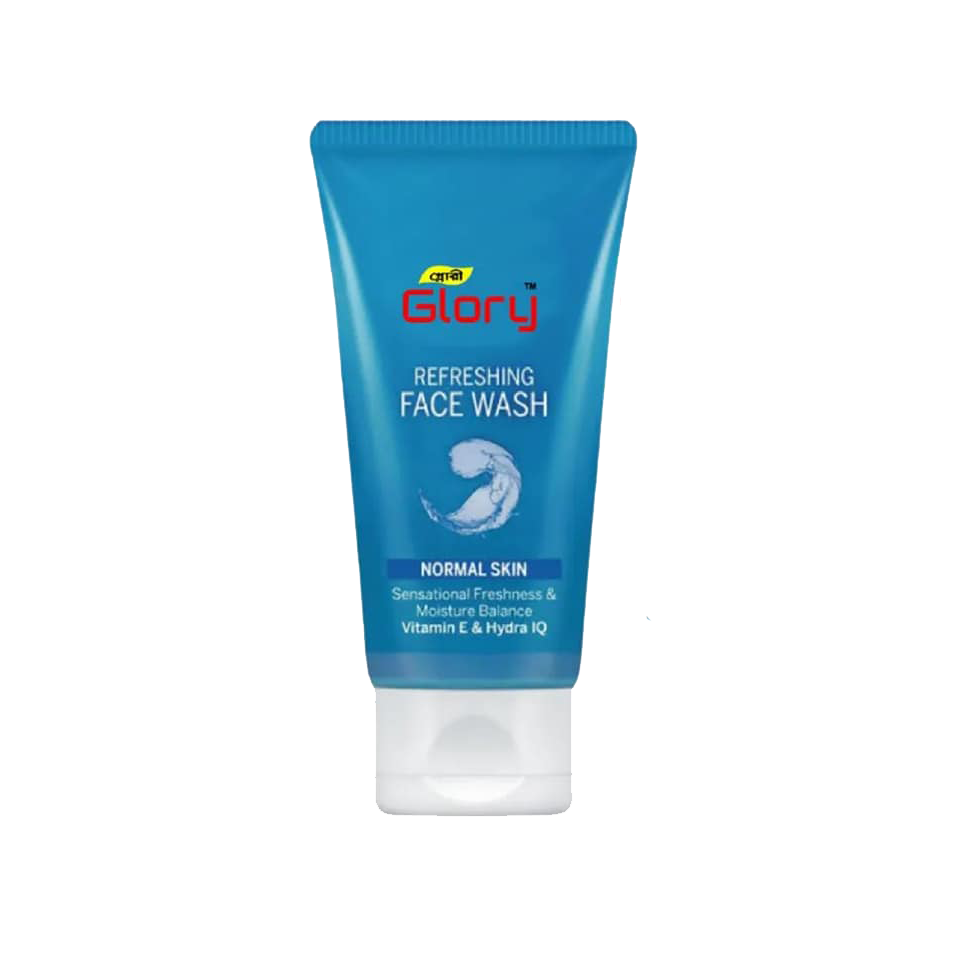 গ্লোরী
Glory™
REFRESHING
FACE WASH
NORMAL SKIN
Sensational Freshness &
Moisture Balance
Vitamin E & Hydra IQ